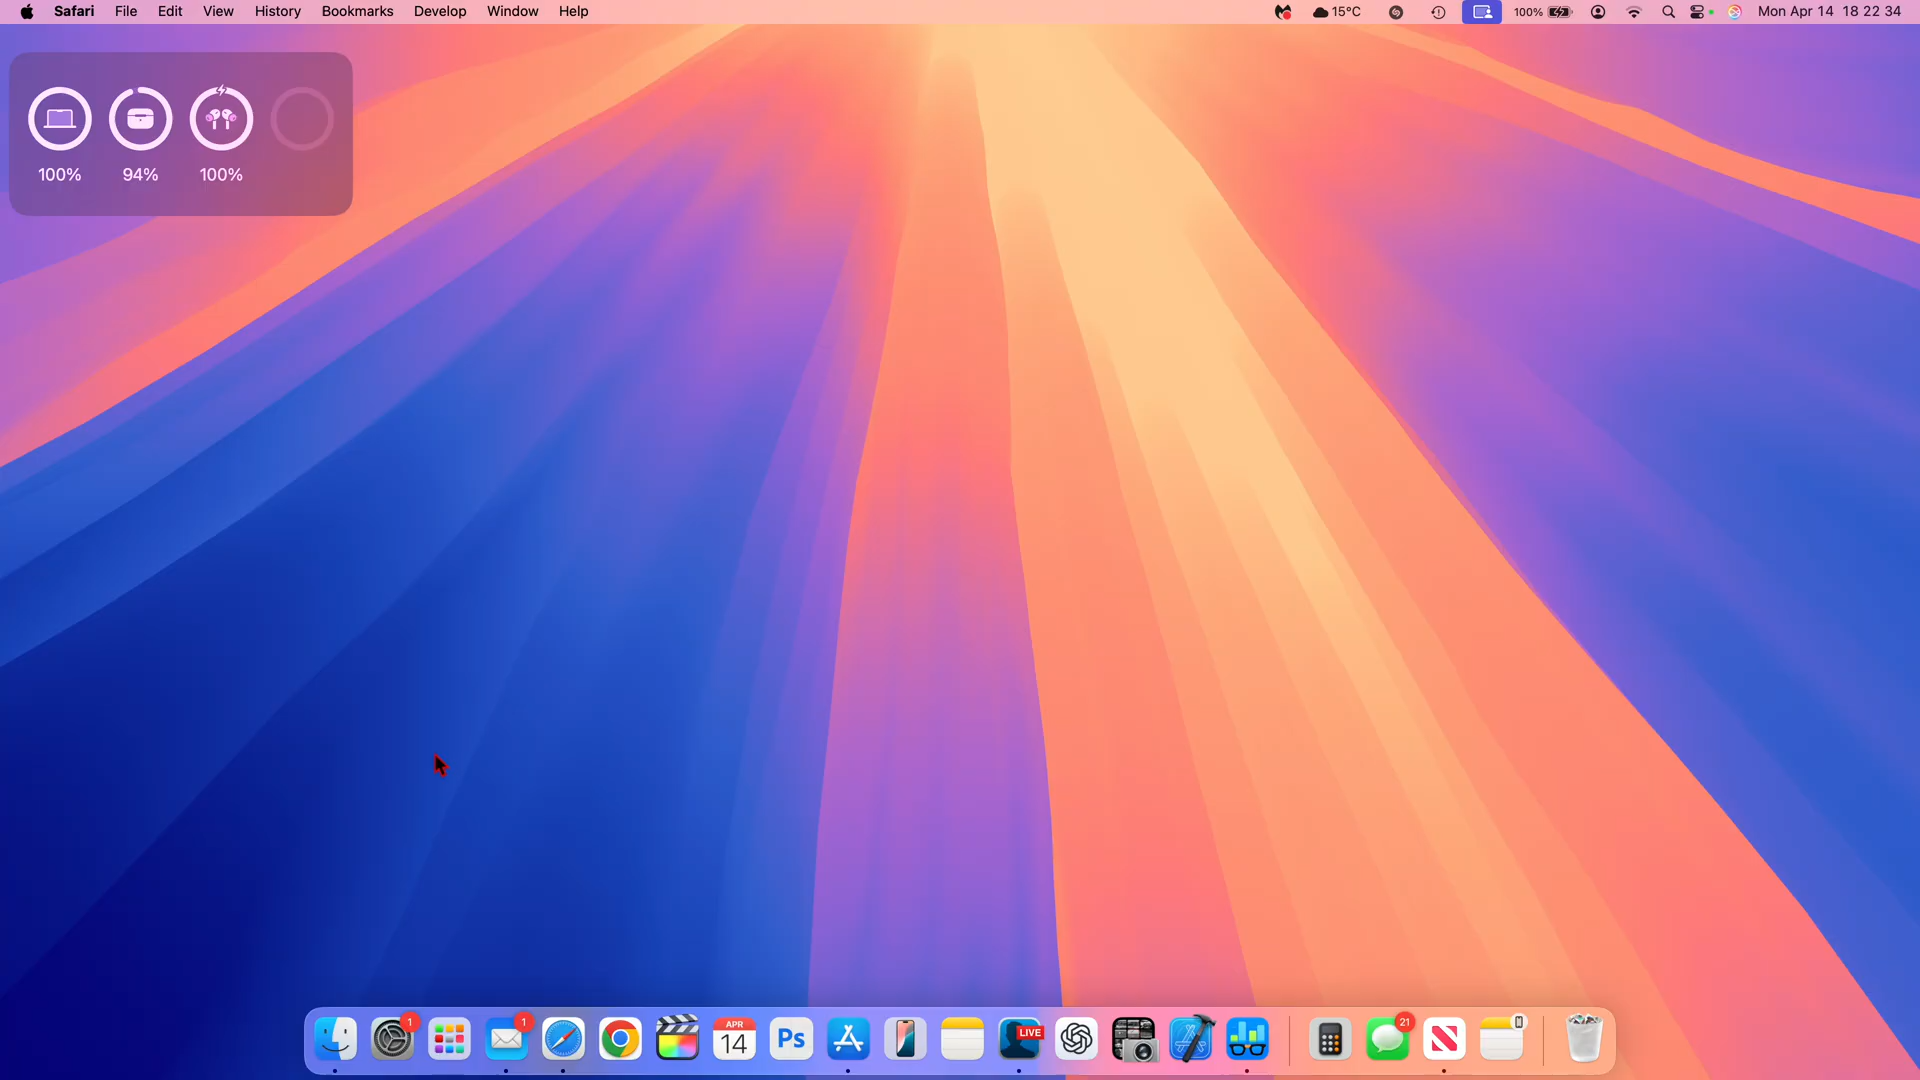 Safari File Edit View History Bookmarks Develop Window Help 15°C 100% Mon Apr 14 18 22 34
100% 94% 100%
1 1 APR 14 Ps LIVE 21